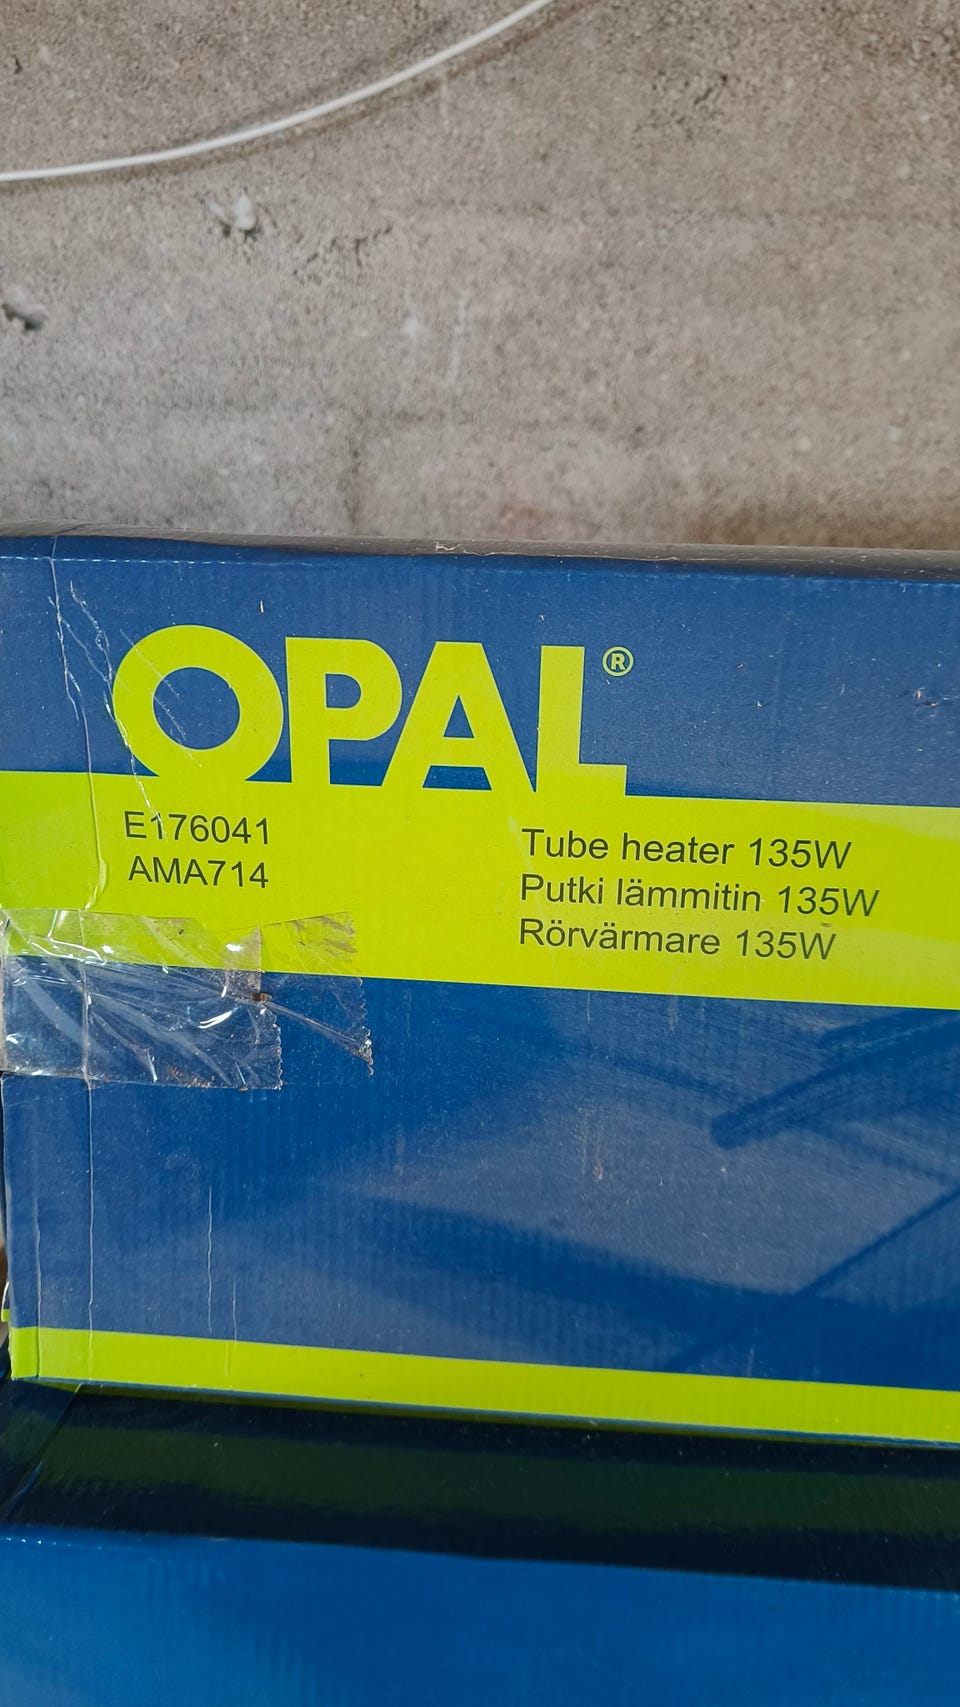 OPAL®
E176041
AMA714
Tube heater 135W
Putki lämmitin 135W
Rörvärmare 135W